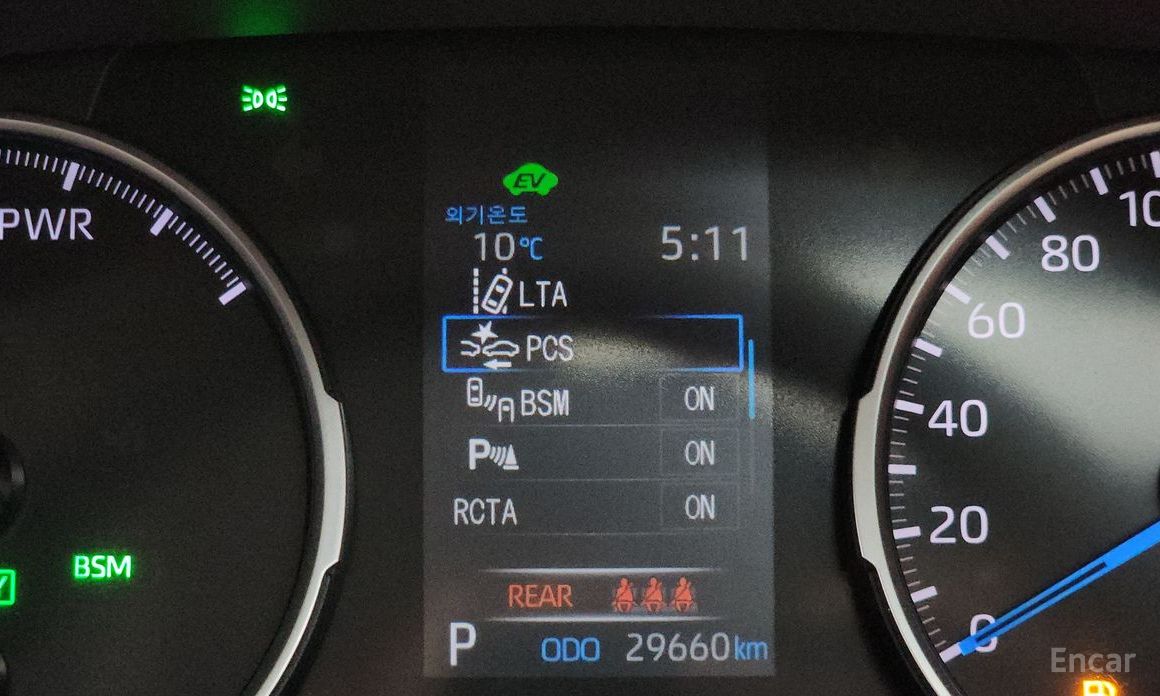 EV
외기온도
10℃ 5:11
PWR
LTA
PCS
BSM ON
P ON
RCTA ON
BSM
REAR
P ODO 29660km
80
60
40
20
0
Encar